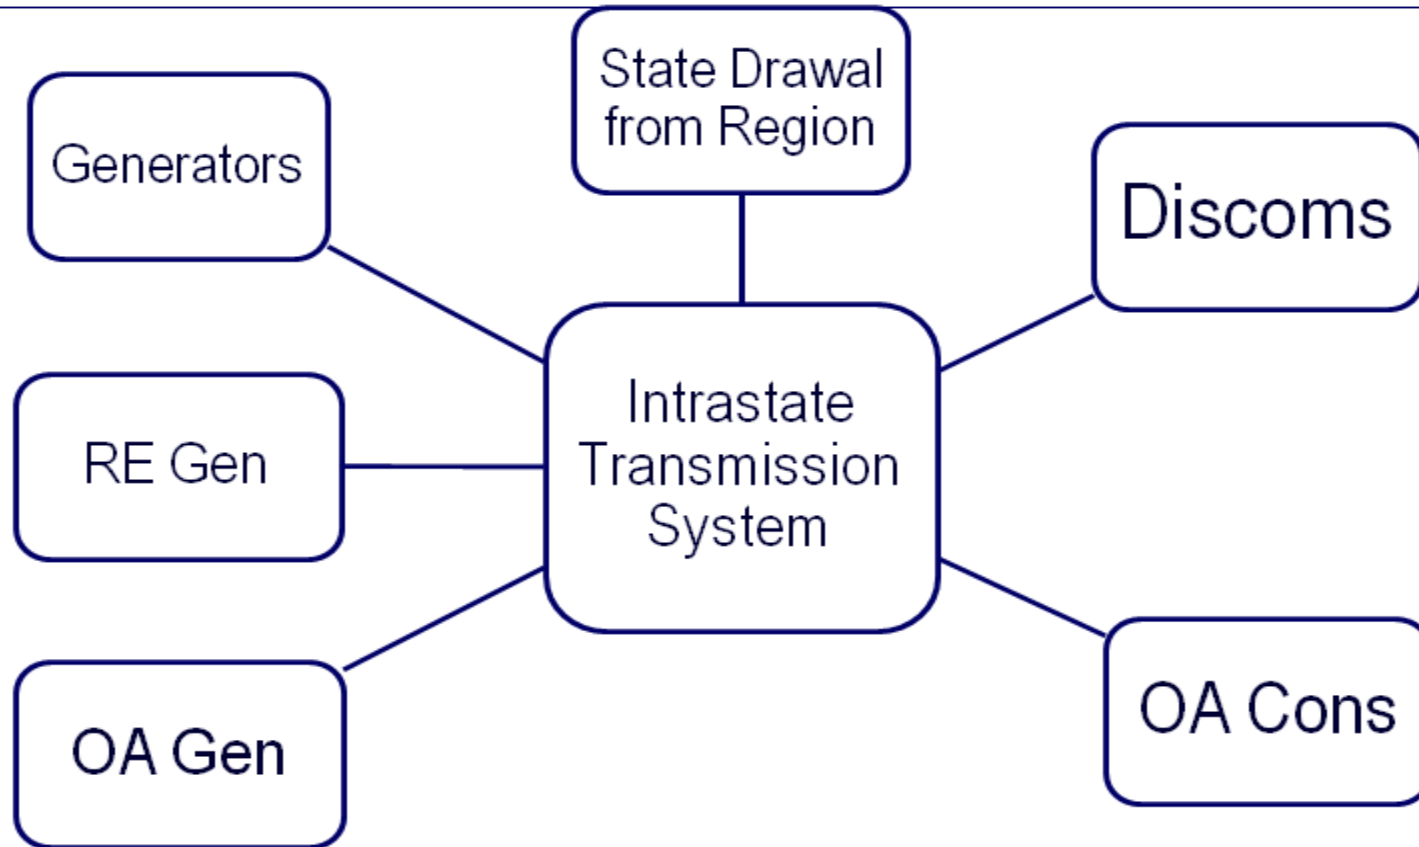 State Drawal
from Region
Generators
Discoms
Intrastate
Transmission
System
RE Gen
OA Gen
OA Cons